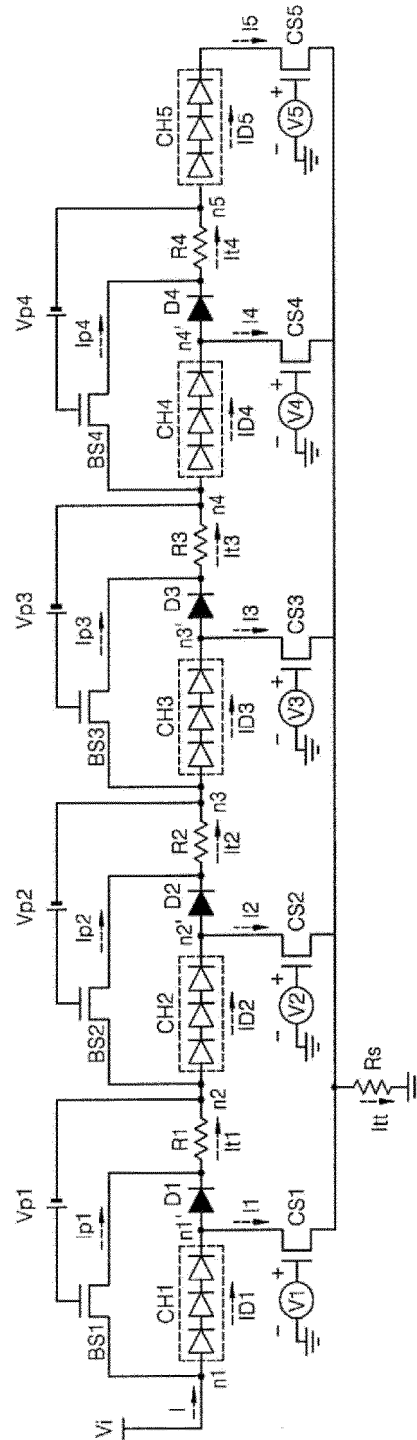 Vi
I
n1
BS1
Vp1
Ip1
CH1
ID1
n1'
D1
R1
It1
I1
V1
+
-
CS1
n2
BS2
Vp2
Ip2
CH2
ID2
n2'
D2
R2
It2
I2
V2
+
-
CS2
n3
BS3
Vp3
Ip3
CH3
ID3
n3'
D3
R3
It3
I3
V3
+
-
CS3
n4
BS4
Vp4
Ip4
CH4
ID4
n4'
D4
R4
It4
I4
V4
+
-
CS4
n5
CH5
ID5
I5
V5
+
-
CS5
Rs
Itt